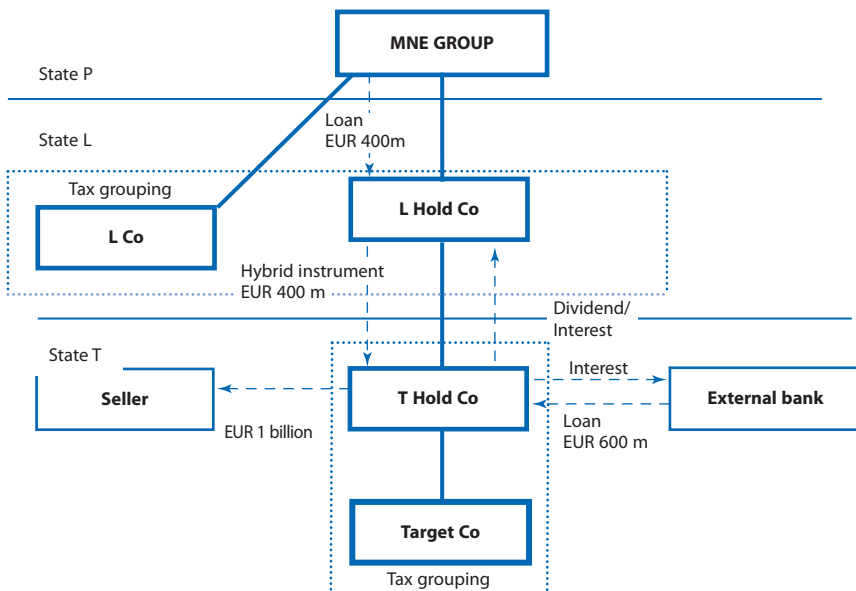 MNE GROUP
State P
State L
Loan
EUR 400m
Tax grouping
L Co
L Hold Co
Hybrid instrument
EUR 400 m
Dividend/
Interest
State T
Seller
EUR 1 billion
T Hold Co
Interest
Loan
EUR 600 m
External bank
Target Co
Tax grouping